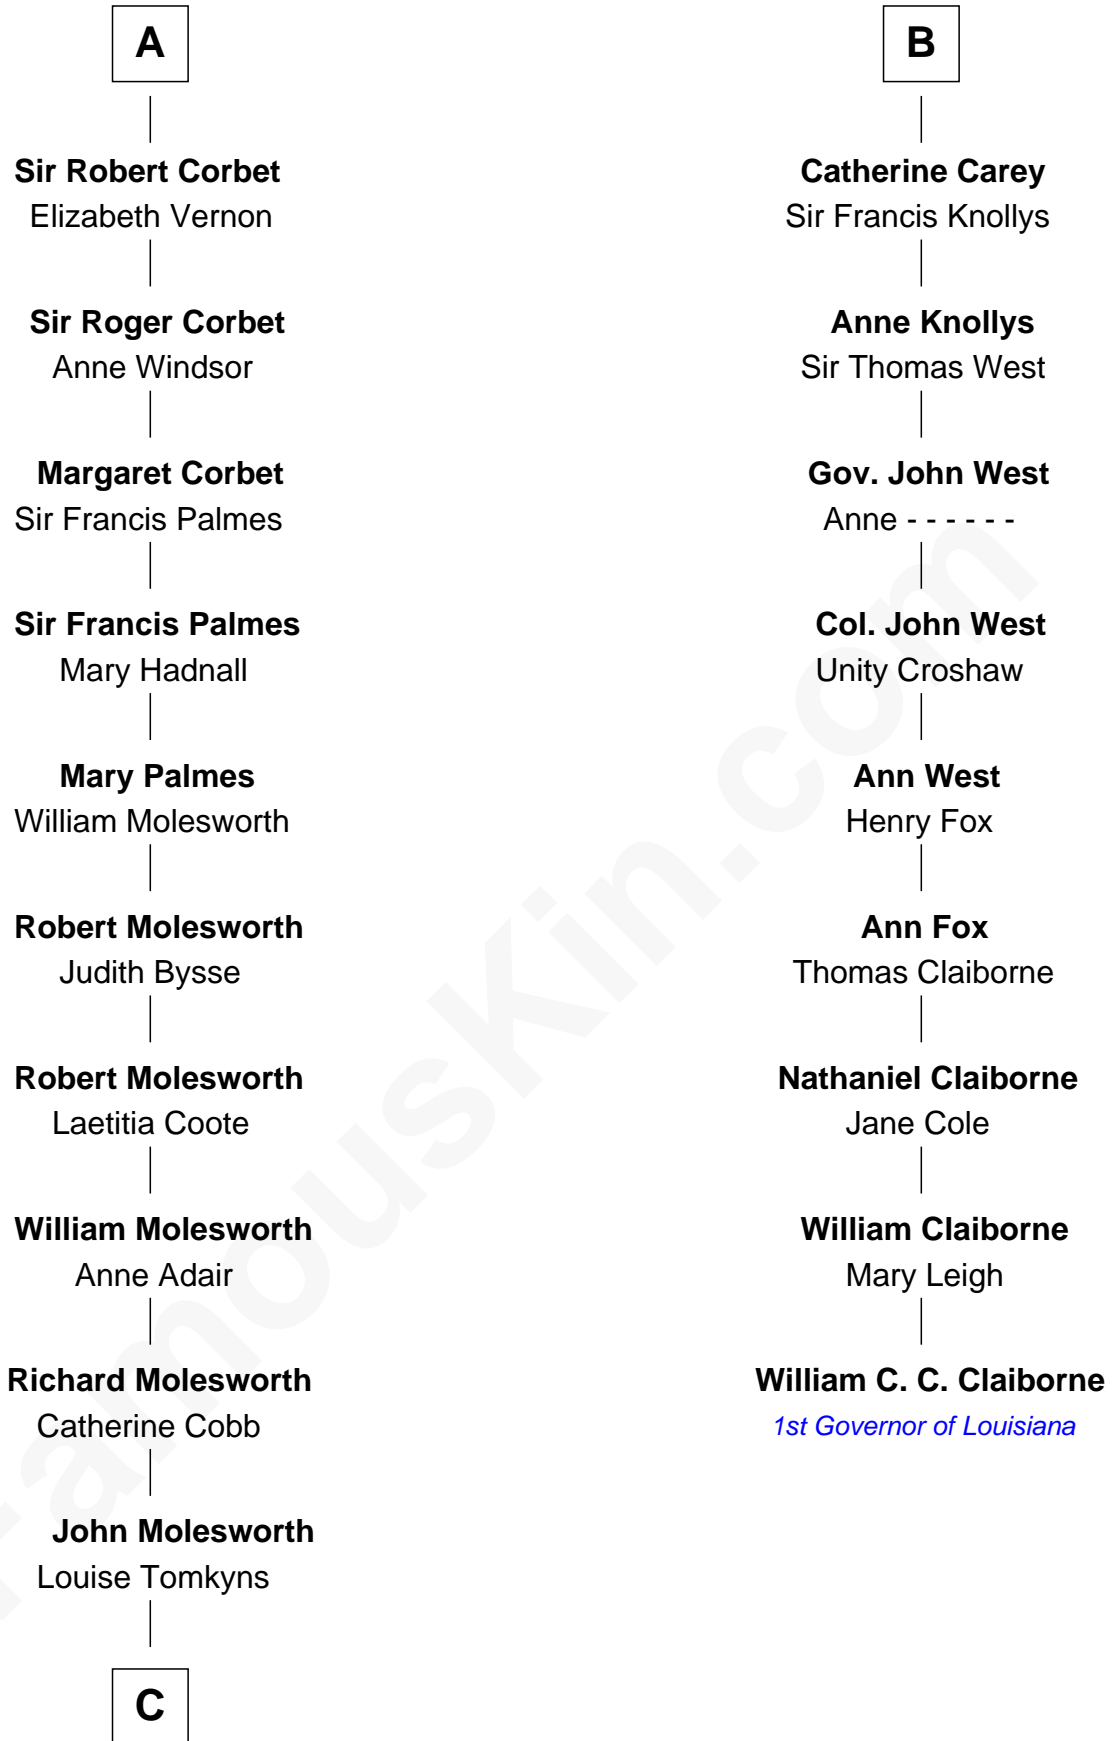 A
Sir Robert Corbet
Elizabeth Vernon
Sir Roger Corbet
Anne Windsor
Margaret Corbet
Sir Francis Palmes
Sir Francis Palmes
Mary Hadnall
Mary Palmes
William Molesworth
Robert Molesworth
Judith Bysse
Robert Molesworth
Laetitia Coote
William Molesworth
Anne Adair
Richard Molesworth
Catherine Cobb
John Molesworth
Louise Tomkyns
C
B
Catherine Carey
Sir Francis Knollys
Anne Knollys
Sir Thomas West
Gov. John West
Anne - - - - - -
Col. John West
Unity Croshaw
Ann West
Henry Fox
Ann Fox
Thomas Claiborne
Nathaniel Claiborne
Jane Cole
William Claiborne
Mary Leigh
William C. C. Claiborne
1st Governor of Louisiana
FamousKin.com